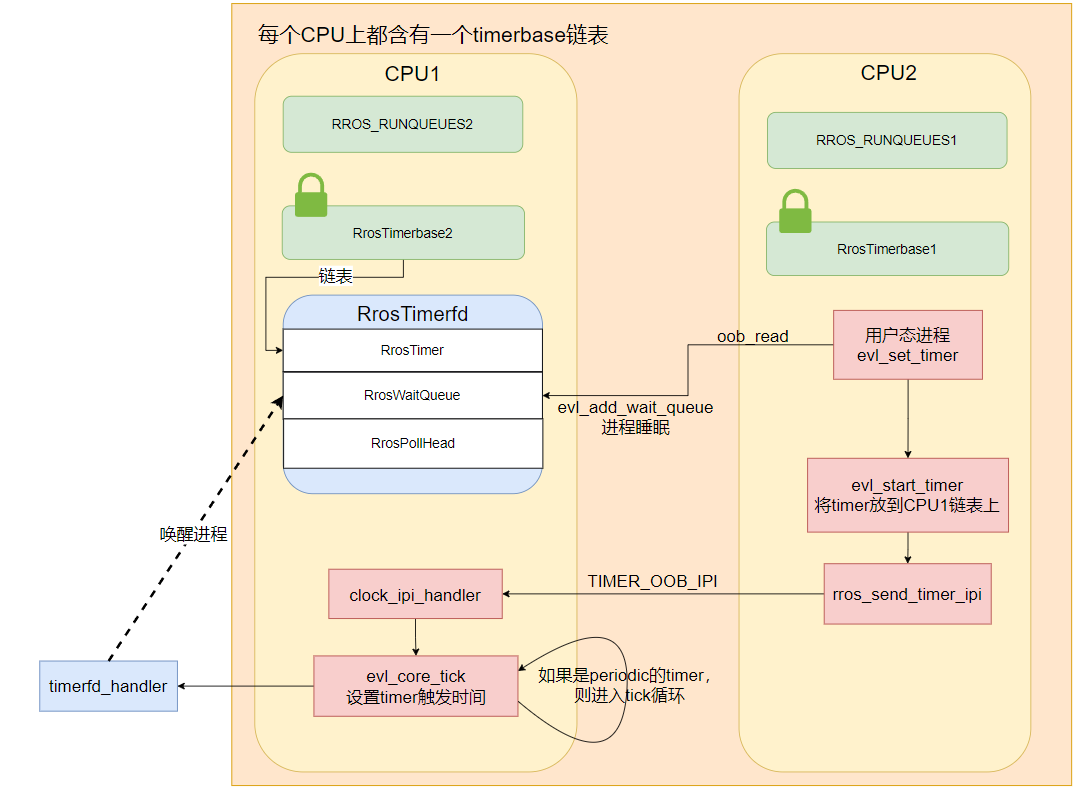 每个CPU上都含有一个timerbase链表
CPU1
RROS_RUNQUEUES2
RrosTimerbase2
链表
RrosTimerfd
RrosTimer
RrosWaitQueue
RrosPollHead
CPU2
RROS_RUNQUEUES1
RrosTimerbase1
用户态进程
evl_set_timer
oob_read
evl_add_wait_queue
进程睡眠
evl_start_timer
将timer放到CPU1链表上
rros_send_timer_ipi
TIMER_OOB_IPI
clock_ipi_handler
evl_core_tick
设置timer触发时间
如果是periodic的timer，
则进入tick循环
timerfd_handler
唤醒进程